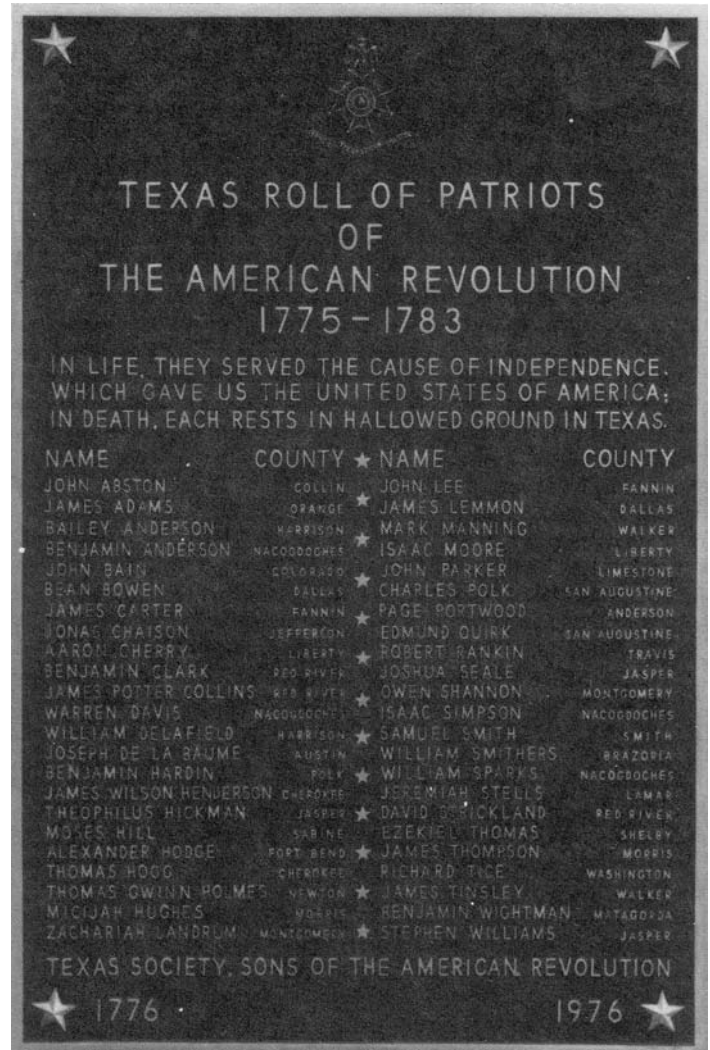 TEXAS ROLL OF PATRIOTS
OF
THE AMERICAN REVOLUTION
1775-1783
IN LIFE, THEY SERVED THE CAUSE OF INDEPENDENCE.
WHICH GAVE US THE UNITED STATES OF AMERICA;
IN DEATH, EACH RESTS IN HALLOWED GROUND IN TEXAS.
NAME COUNTY ★ NAME COUNTY
JOHN ABSTON COLLIN JOHN LEE FANNIN
JAMES ADAMS ORANGE ★ JAMES LEMMON DALLAS
BAILEY ANDERSON HARRISON ★ MARK MANNING WALKER
BENJAMIN ANDERSON NACOGDOCHES ISAAC MOORE LIBERTY
JOHN BAIN COLORADO ★ JOHN PARKER LIMESTONE
BEAN BOWEN DALLAS CHARLES POLK SAN AUGUSTINE
JAMES CARTER FANNIN ★ PAGE PORTWOOD ANDERSON
JONAS CHAISON JEFFERSON EDMUND QUIRK SAN AUGUSTINE
AARON CHERRY LIBERTY ★ ROBERT RANKIN TRAVIS
BENJAMIN CLARK RED RIVER JOSHUA SEALE JASPER
JAMES POTTER COLLINS RED RIVER ★ OWEN SHANNON MONTGOMERY
WARREN DAVIS NACOGDOCHES ISAAC SIMPSON NACOGDOCHES
WILLIAM DELAFIELD HARRISON ★ SAMUEL SMITH SMITH
JOSEPH DE LA BAUME AUSTIN WILLIAM SMITHERS BRAZORIA
BENJAMIN HARDIN POLK ★ WILLIAM SPARKS NACOGDOCHES
JAMES WILSON HENDERSON CHEROKEE JEREMIAH STELLS LAMAR
THEOPHILUS HICKMAN JASPER ★ DAVID RED RIVER
MOSES HILL SABINE EZEKIEL THOMAS SHELBY
ALEXANDER HODGE FORT BEND ★ JAMES THOMPSON MORRIS
THOMAS HOGG CHEROKEE RICHARD TICE WASHINGTON
THOMAS GWINN HOLMES NEWTON ★ JAMES TINSLEY WALKER
MICIJAH HUGHES MORRIS BENJAMIN WIGHTMAN MATAGORDA
ZACHARIAH LANDRUM MONTGOMERY ★ STEPHEN WILLIAMS JASPER
TEXAS SOCIETY, SONS OF THE AMERICAN REVOLUTION
1776 1976